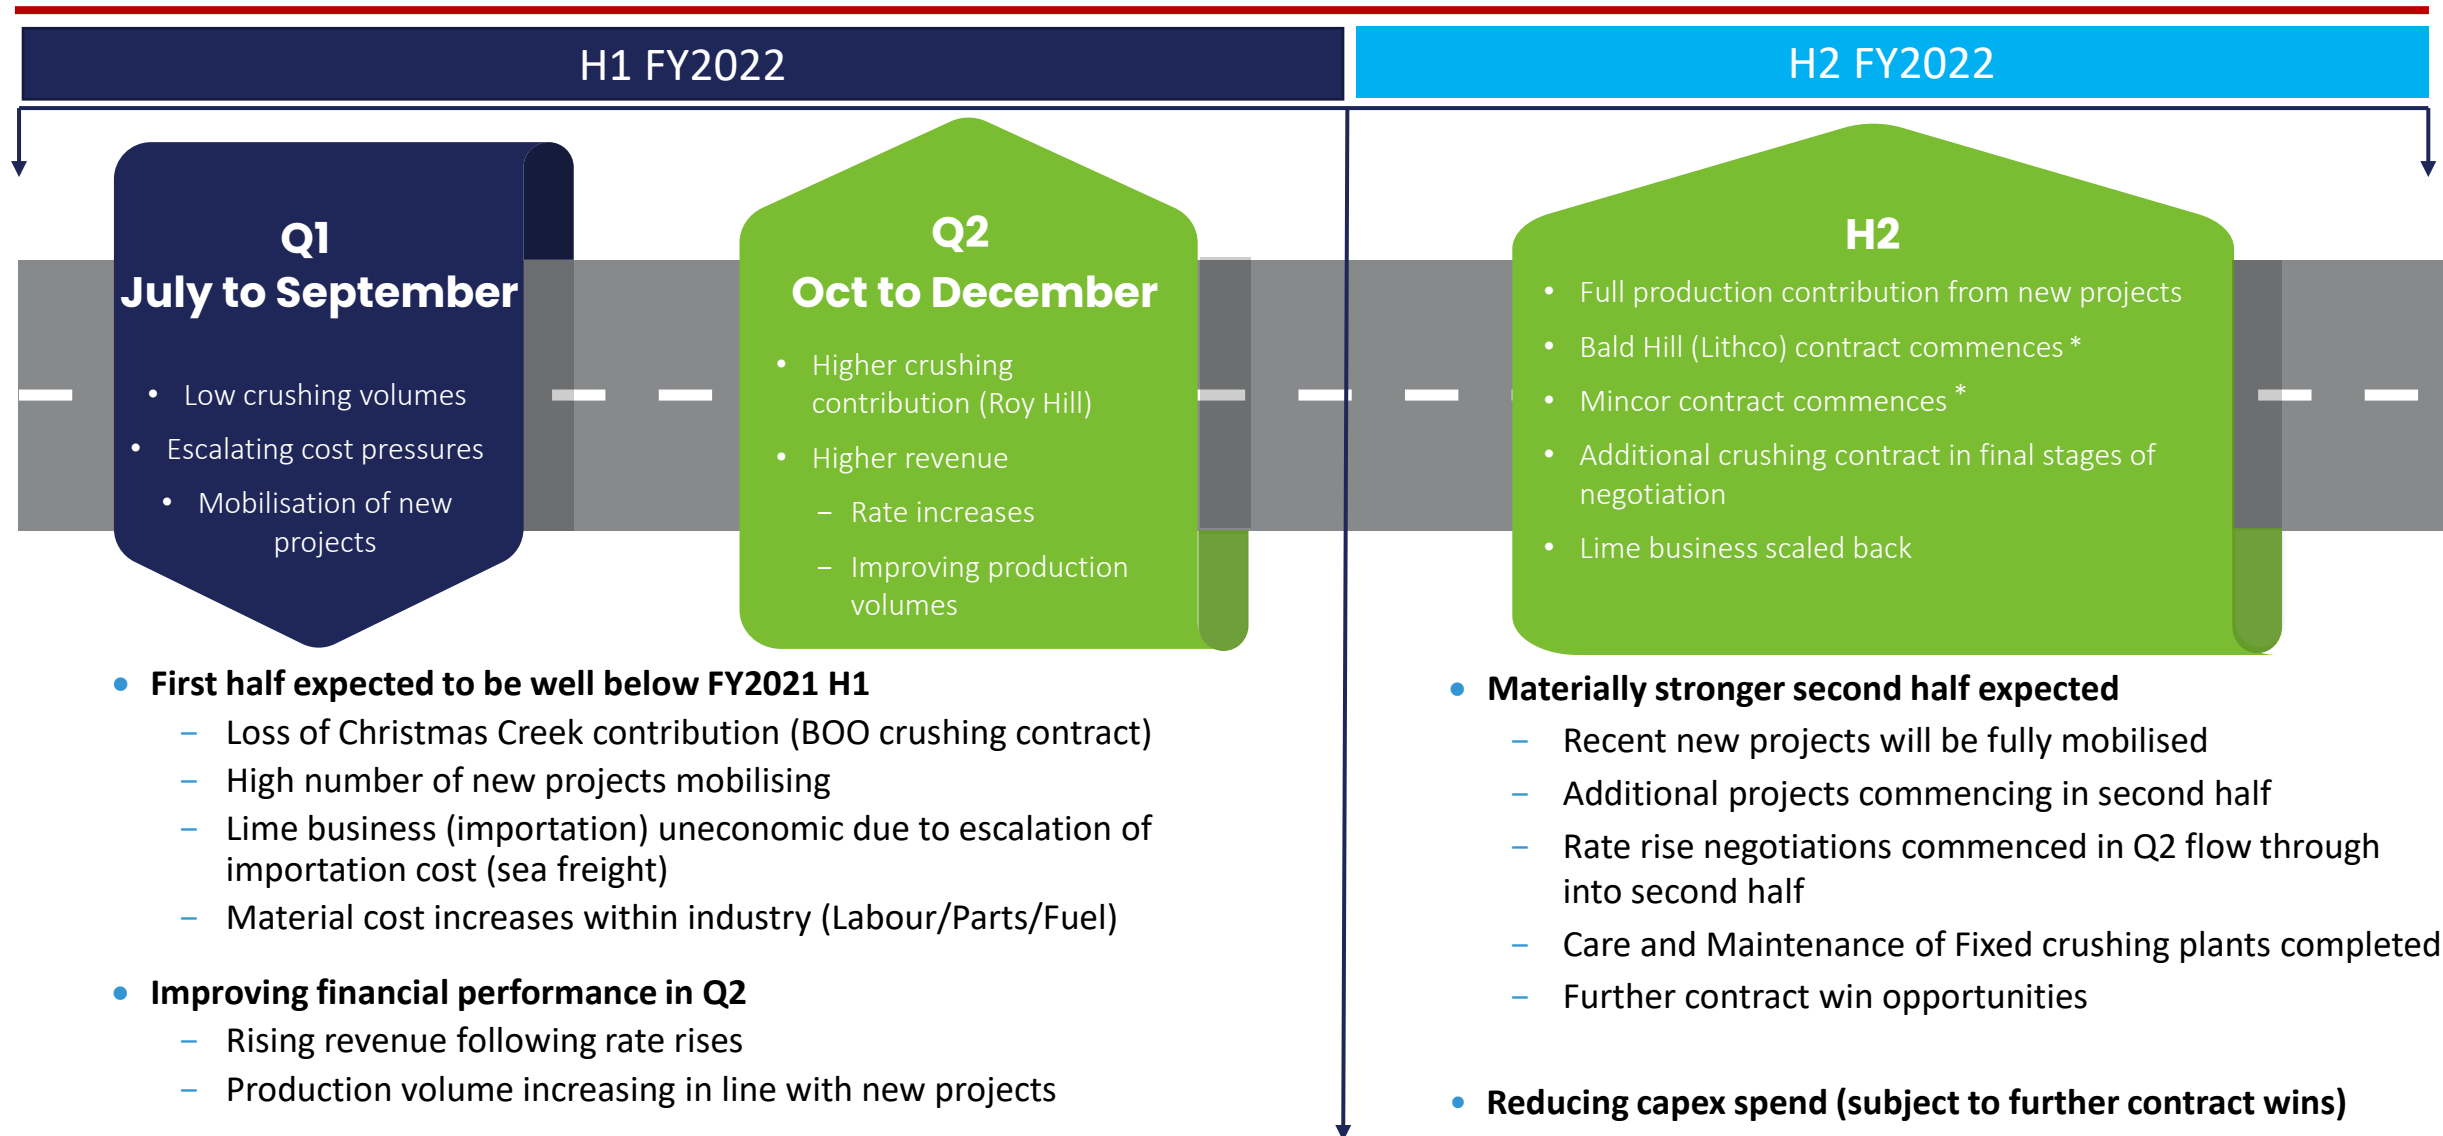 H1 FY2022
H2 FY2022
Q1
July to September
• Low crushing volumes
• Escalating cost pressures
• Mobilisation of new
projects
Q2
Oct to December
• Higher crushing
contribution (Roy Hill)
• Higher revenue
– Rate increases
– Improving production
volumes
H2
• Full production contribution from new projects
• Bald Hill (Lithco) contract commences *
• Mincor contract commences *
• Additional crushing contract in final stages of
negotiation
• Lime business scaled back
• First half expected to be well below FY2021 H1
– Loss of Christmas Creek contribution (BOO crushing contract)
– High number of new projects mobilising
– Lime business (importation) uneconomic due to escalation of
importation cost (sea freight)
– Material cost increases within industry (Labour/Parts/Fuel)
• Improving financial performance in Q2
– Rising revenue following rate rises
– Production volume increasing in line with new projects
• Materially stronger second half expected
– Recent new projects will be fully mobilised
– Additional projects commencing in second half
– Rate rise negotiations commenced in Q2 flow through
into second half
– Care and Maintenance of Fixed crushing plants completed
– Further contract win opportunities
• Reducing capex spend (subject to further contract wins)